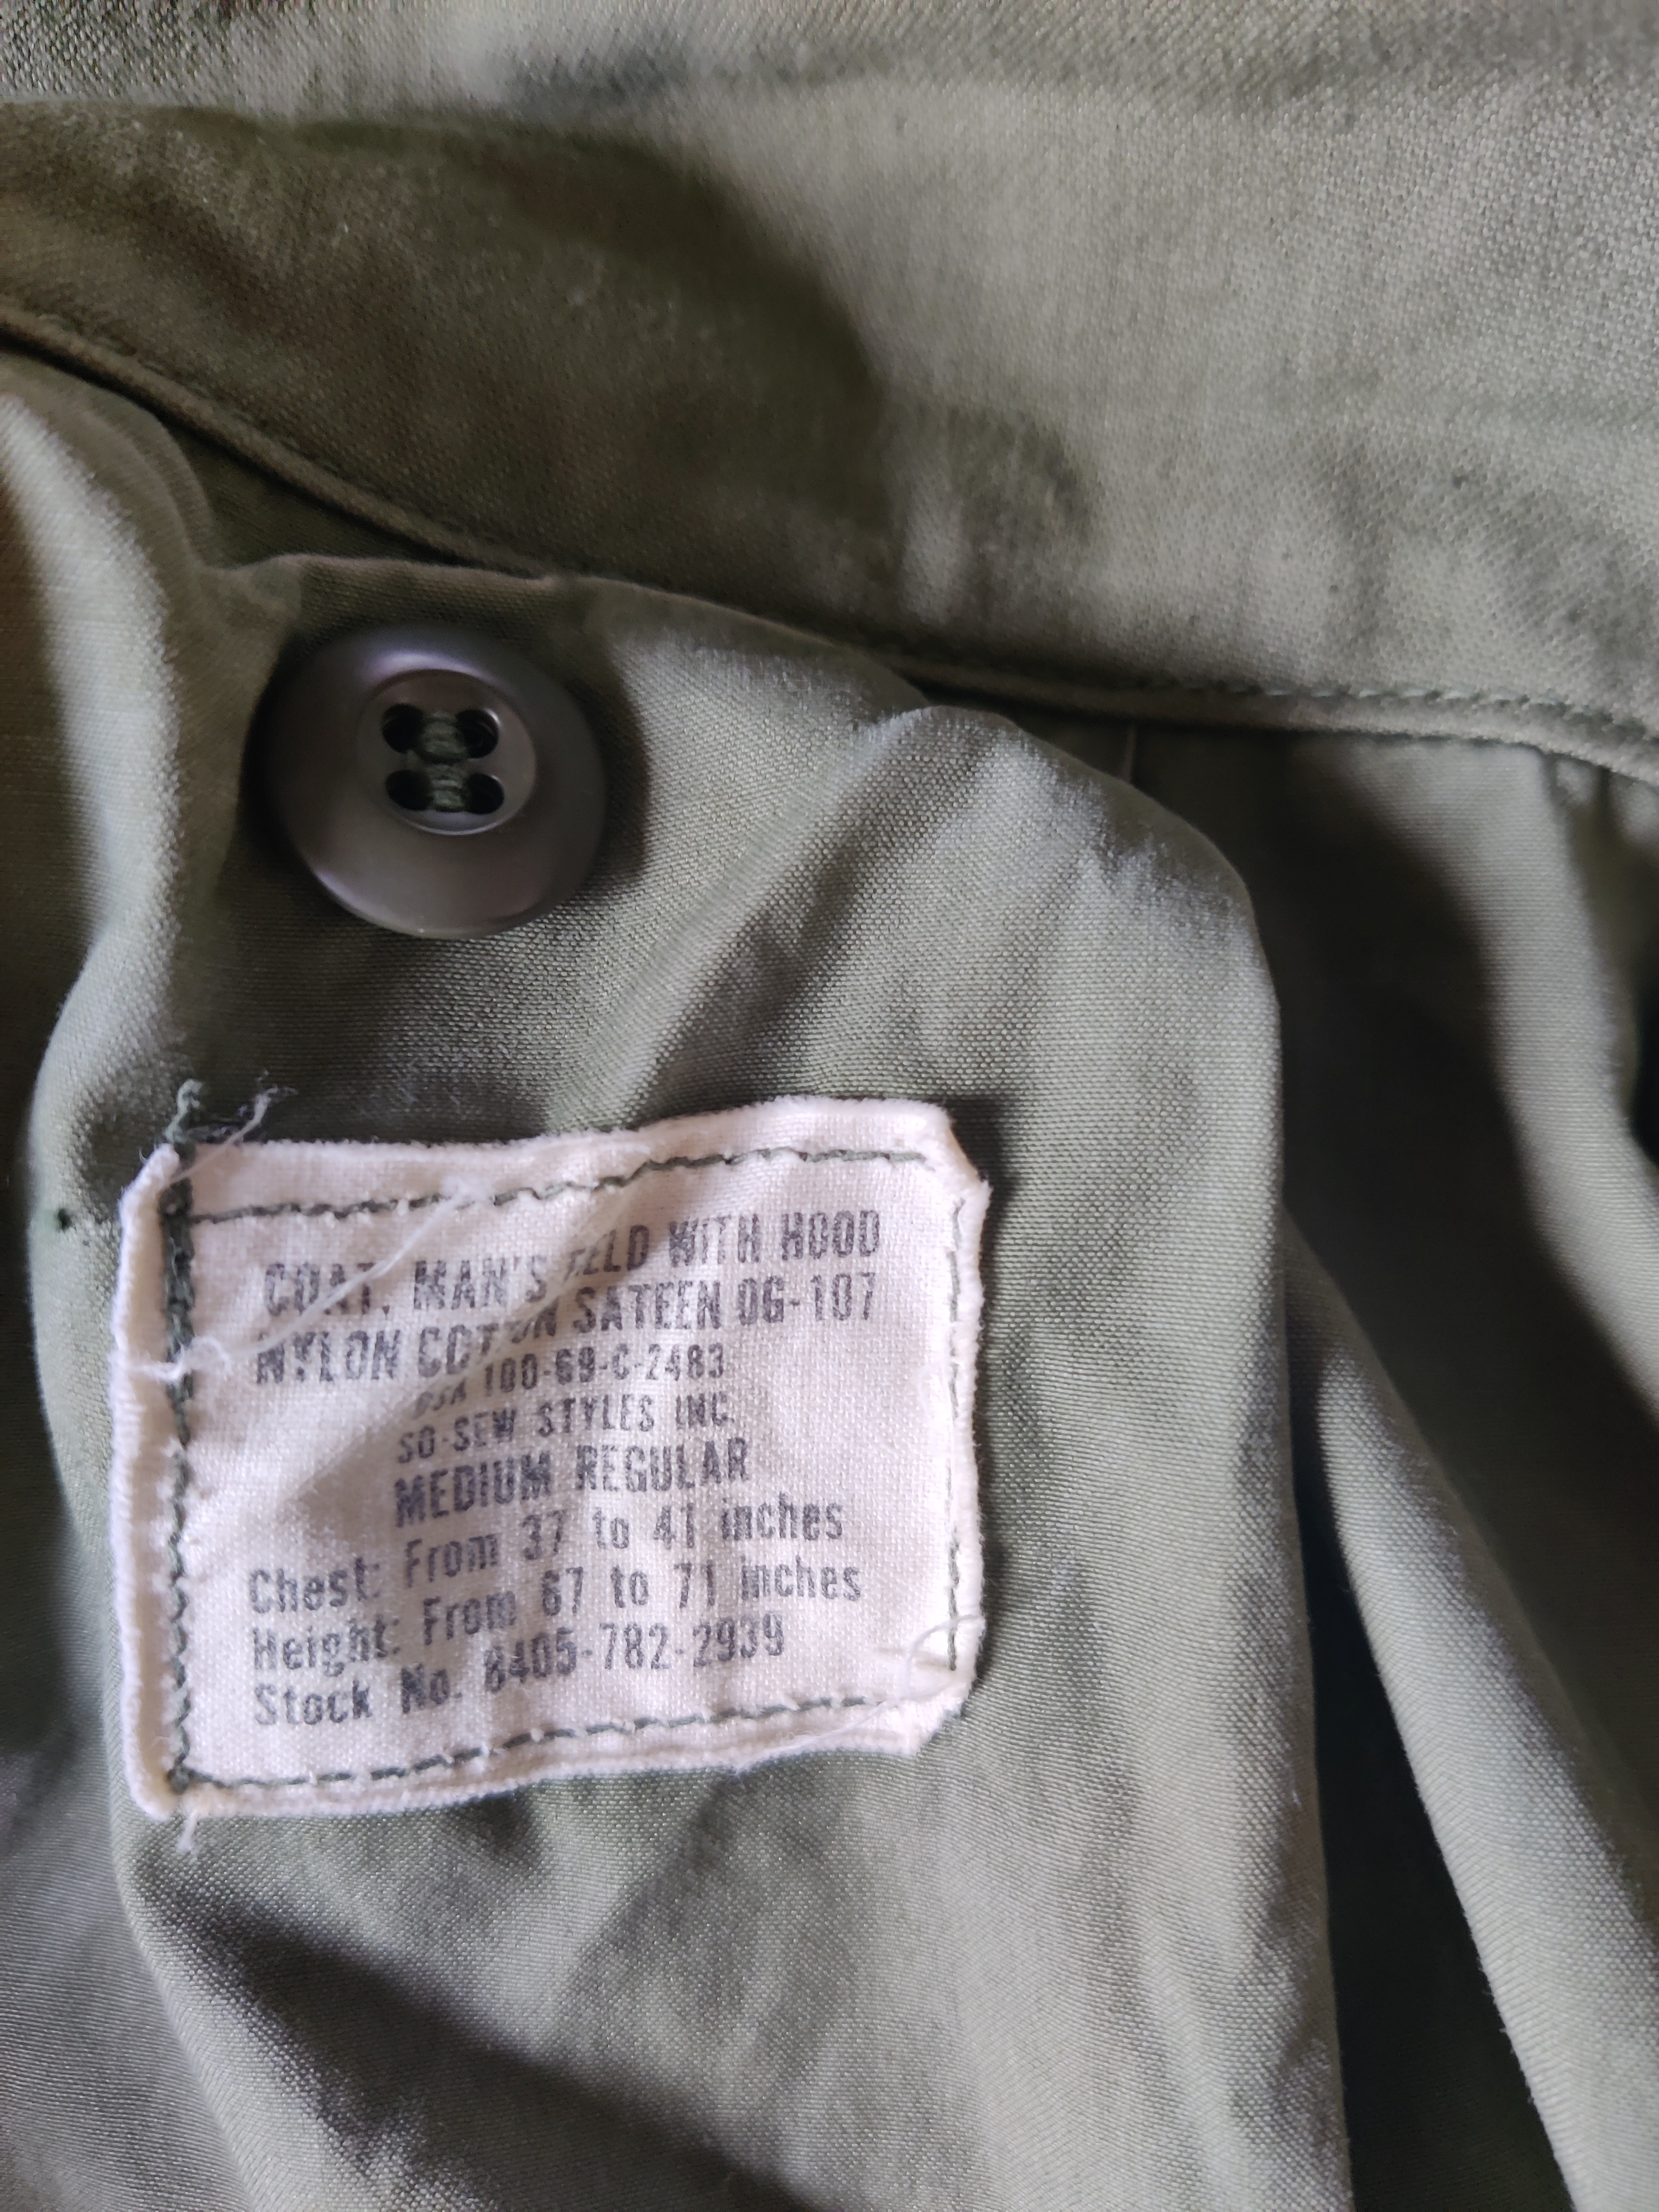 COAT, MAN'S FIELD WITH HOOD
NYLON COTTON SATEEN OG-107
DSA 100-69-C-2483
SO-SEW STYLES INC.
MEDIUM REGULAR
Chest: From 37 to 41 inches
Height: From 67 to 71 inches
Stock No. 8405-782-2939